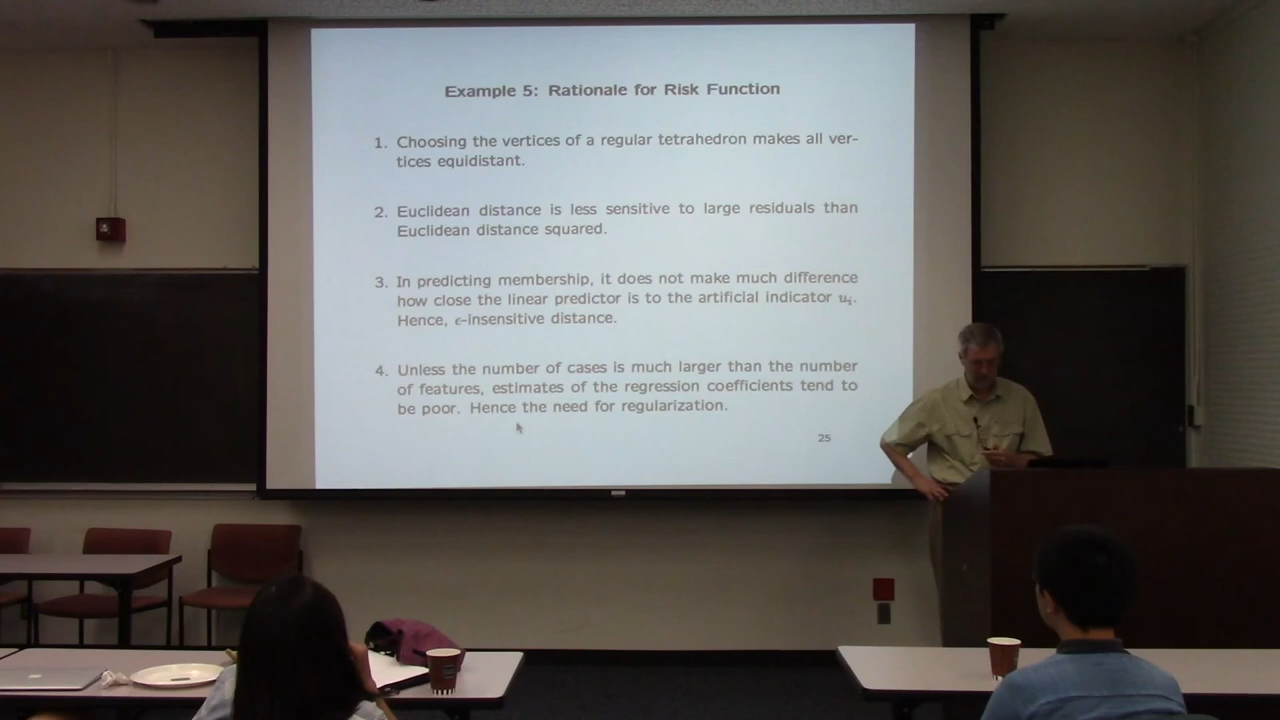 Example 5: Rationale for Risk Function
1. Choosing the vertices of a regular tetrahedron makes all ver-
tices equidistant.
2. Euclidean distance is less sensitive to large residuals than
Euclidean distance squared.
3. In predicting membership, it does not make much difference
how close the linear predictor is to the artificial indicator uᵢ.
Hence, ϵ-insensitive distance.
4. Unless the number of cases is much larger than the number
of features, estimates of the regression coefficients tend to
be poor. Hence the need for regularization.
25